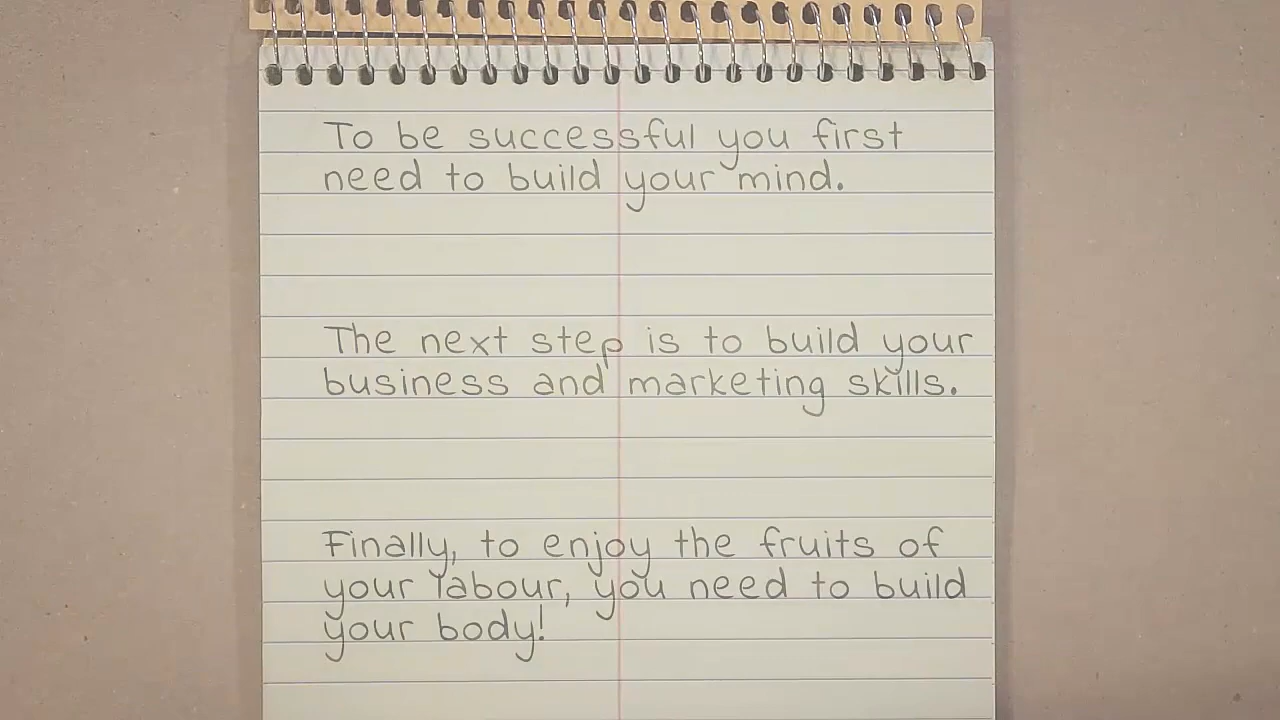 To be successful you first
need to build your mind.
The next step is to build your
business and marketing skills.
Finally, to enjoy the fruits of
your labour, you need to build
your body!